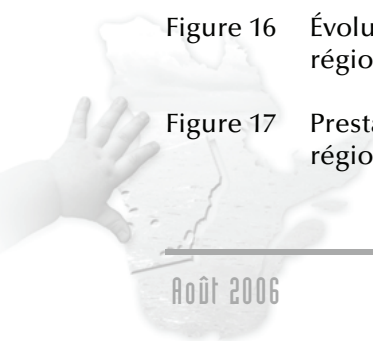 Figure 16 Évolu
régio
Figure 17 Presta
régio
Août 2006